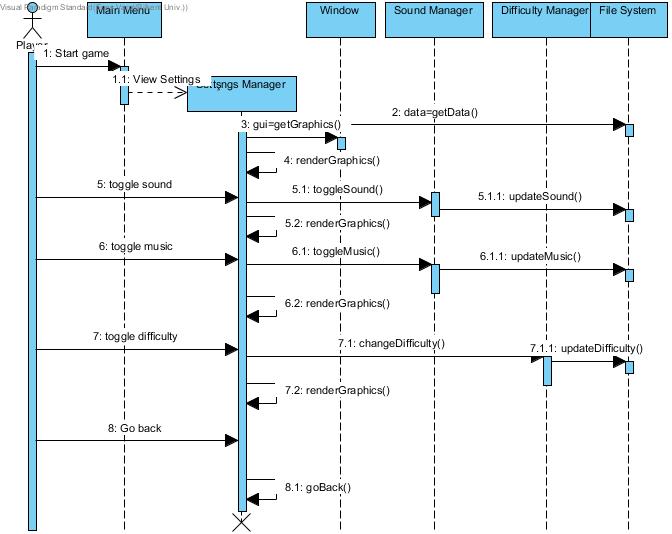 Visual Paradigm Standard Univ.))
Main Menu
Window
Sound Manager
Difficulty Manager
File System
Player
1: Start game
1.1: View Settings
Manager
2: data=getData()
3: gui=getGraphics()
4: renderGraphics()
5: toggle sound
5.1: toggleSound()
5.1.1: updateSound()
5.2: renderGraphics()
6: toggle music
6.1: toggleMusic()
6.1.1: updateMusic()
6.2: renderGraphics()
7: toggle difficulty
7.1: changeDifficulty()
7.1.1: updateDifficulty()
7.2: renderGraphics()
8: Go back
8.1: goBack()